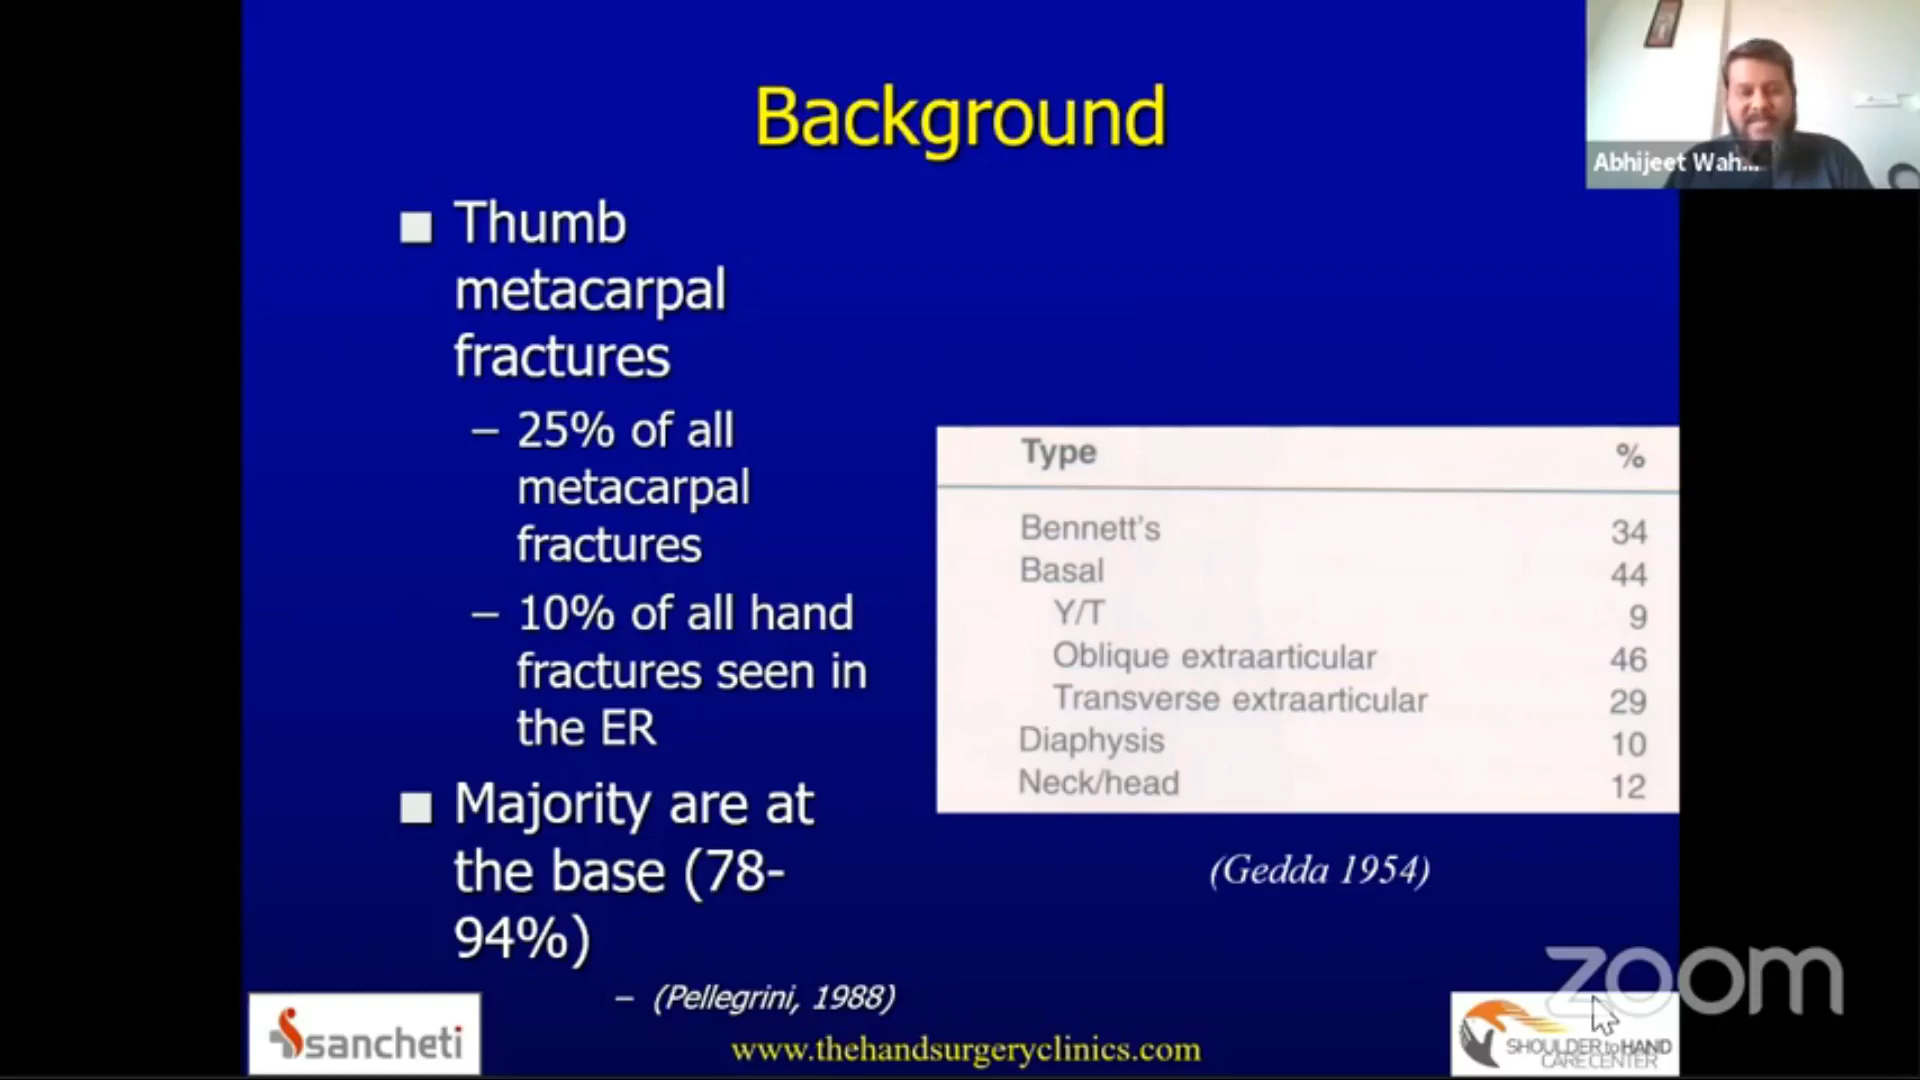 Background
Abhijeet Wah...
■ Thumb
metacarpal
fractures
– 25% of all
metacarpal
fractures
– 10% of all hand
fractures seen in
the ER
■ Majority are at
the base (78-
94%)
– (Pellegrini, 1988)
Type %
Bennett's 34
Basal 44
Y/T 9
Oblique extraarticular 46
Transverse extraarticular 29
Diaphysis 10
Neck/head 12
(Gedda 1954)
zoom
sancheti
www.thehandsurgeryclinics.com
SHOULDER to HAND
CARE CENTER